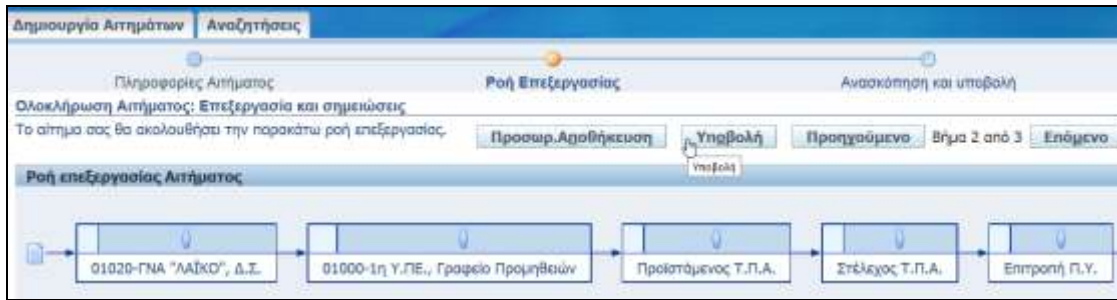 Δημιουργία Αιτημάτων Αναζητήσεις
Πληροφορίες Αιτήματος Ροή Επεξεργασίας Ανασκόπηση και υποβολή
Ολοκλήρωση Αιτήματος: Επεξεργασία και σημειώσεις
Το αίτημα σας θα ακολουθήσει την παρακάτω ροή επεξεργασίας. Προσωρ.Αποθήκευση Υποβολή Προηγούμενο Βήμα 2 από 3 Επόμενο
Υποβολή
Ροή επεξεργασίας Αιτήματος
01020-ΓΝΑ "ΛΑΪΚΟ", Δ.Σ. 01000-1η Υ.ΠΕ., Γραφείο Προμηθειών Προϊστάμενος Τ.Π.Α. Στέλεχος Τ.Π.Α. Επιτροπή Π.Υ.